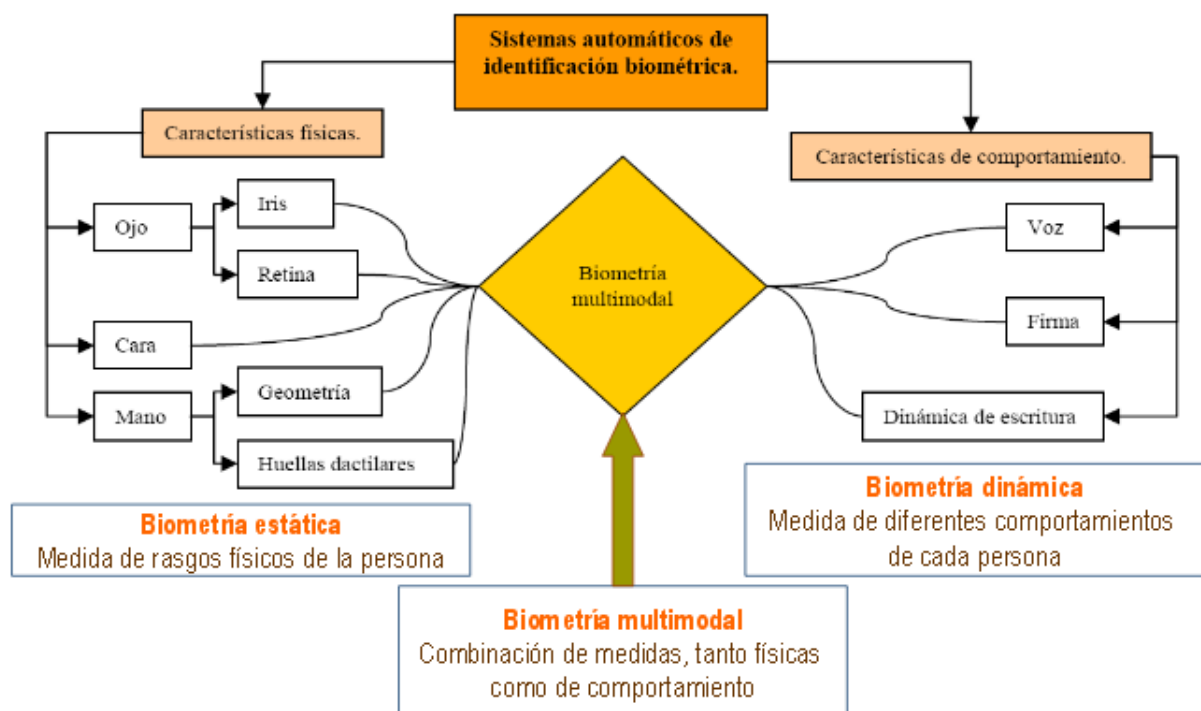 Sistemas automáticos de
identificación biométrica.
Características físicas.
Características de comportamiento.
Ojo
Iris
Retina
Cara
Mano
Geometría
Huellas dactilares
Biometría
multimodal
Voz
Firma
Dinámica de escritura
Biometría estática
Medida de rasgos físicos de la persona
Biometría dinámica
Medida de diferentes comportamientos
de cada persona
Biometría multimodal
Combinación de medidas, tanto físicas
como de comportamiento